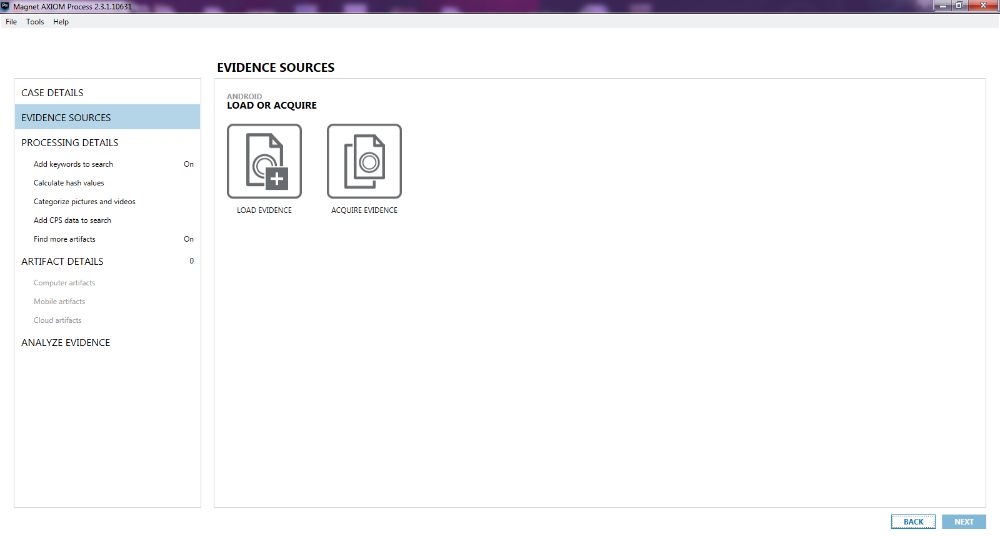 PR Magnet AXIOM Process 2.3.1.10631
File Tools Help
EVIDENCE SOURCES
CASE DETAILS
EVIDENCE SOURCES
PROCESSING DETAILS
Add keywords to search On
Calculate hash values
Categorize pictures and videos
Add CPS data to search
Find more artifacts On
ARTIFACT DETAILS 0
Computer artifacts
Mobile artifacts
Cloud artifacts
ANALYZE EVIDENCE
ANDROID
LOAD OR ACQUIRE
LOAD EVIDENCE
ACQUIRE EVIDENCE
BACK
NEXT